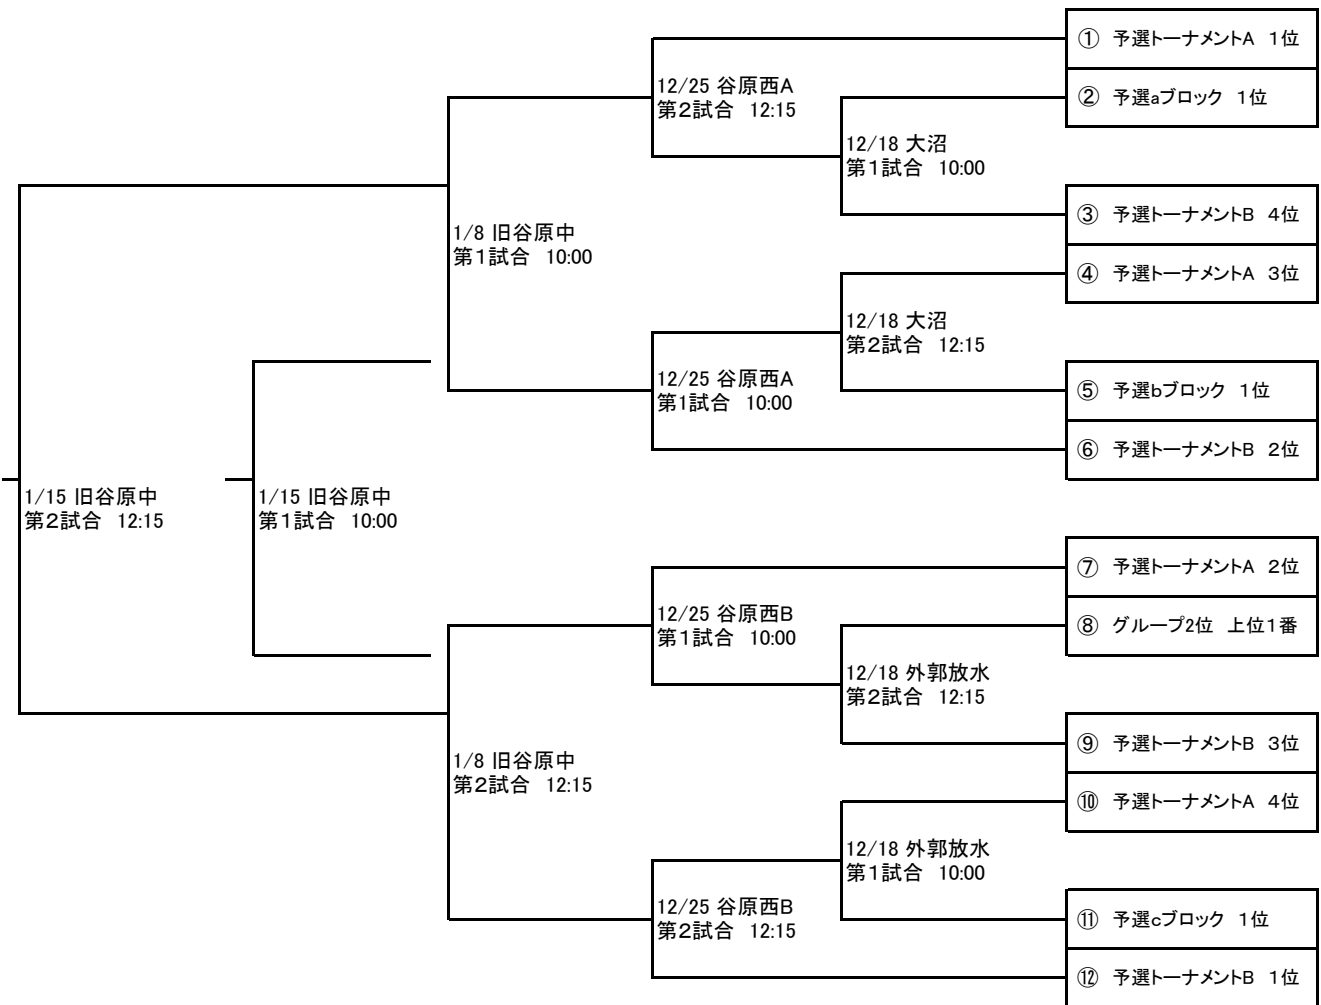 ① 予選トーナメントA 1位
12/25 谷原西A
第2試合 12:15
② 予選aブロック 1位
12/18 大沼
第1試合 10:00
③ 予選トーナメントB 4位
1/8 旧谷原中
第1試合 10:00
④ 予選トーナメントA 3位
12/18 大沼
第2試合 12:15
12/25 谷原西A
第1試合 10:00
⑤ 予選bブロック 1位
⑥ 予選トーナメントB 2位
1/15 旧谷原中
第2試合 12:15
1/15 旧谷原中
第1試合 10:00
⑦ 予選トーナメントA 2位
12/25 谷原西B
第1試合 10:00
⑧ グループ2位 上位1番
12/18 外郭放水
第2試合 12:15
⑨ 予選トーナメントB 3位
1/8 旧谷原中
第2試合 12:15
⑩ 予選トーナメントA 4位
12/18 外郭放水
第1試合 10:00
12/25 谷原西B
第2試合 12:15
⑪ 予選cブロック 1位
⑫ 予選トーナメントB 1位